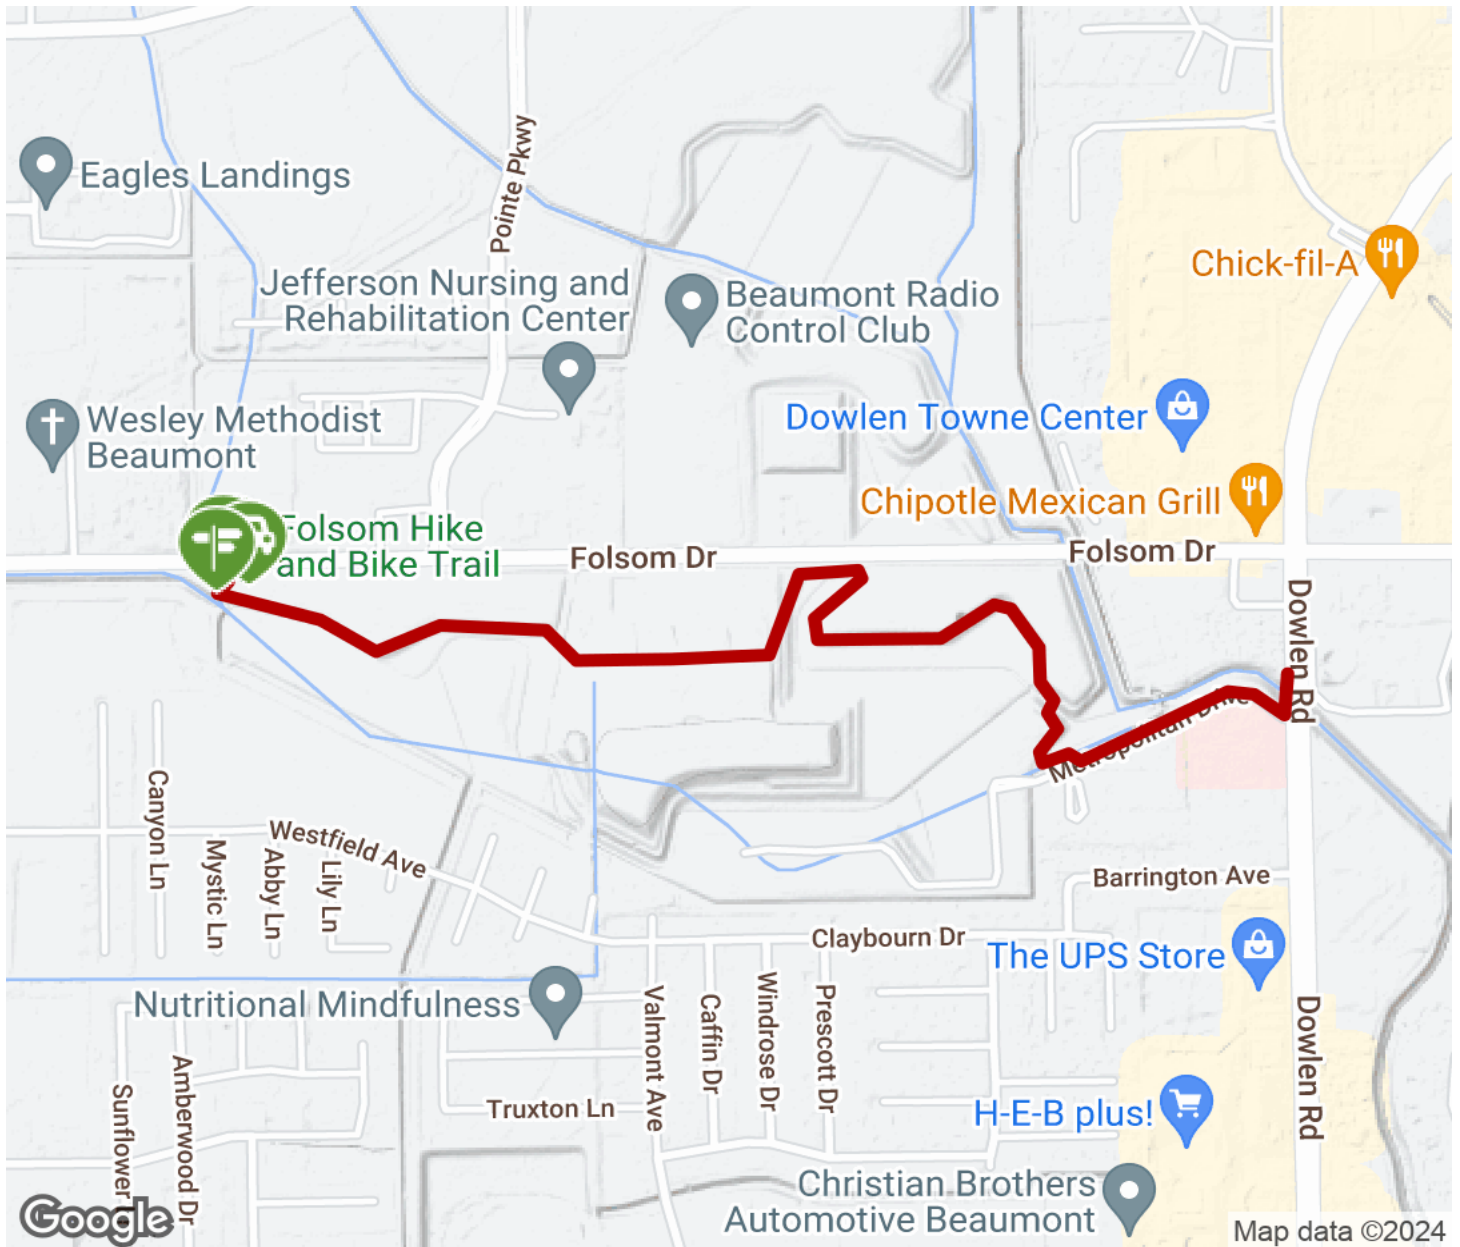 Eagles Landings
Pointe Pkwy
Chick-fil-A
Jefferson Nursing and
Rehabilitation Center
Beaumont Radio
Control Club
Wesley Methodist
Beaumont
Dowlen Towne Center
Chipotle Mexican Grill
Folsom Hike
and Bike Trail
Folsom Dr
Folsom Dr
Dowlen Rd
Metropolitan Drive
Canyon Ln
Mystic Ln
Abby Ln
Lily Ln
Westfield Ave
Barrington Ave
Claybourn Dr
The UPS Store
Nutritional Mindfulness
Valmont Ave
Caffin Dr
Windrose Dr
Prescott Dr
Dowlen Rd
Sunflower
Amberwood Dr
Truxton Ln
H-E-B plus!
Christian Brothers
Automotive Beaumont
Google
Map data ©2024